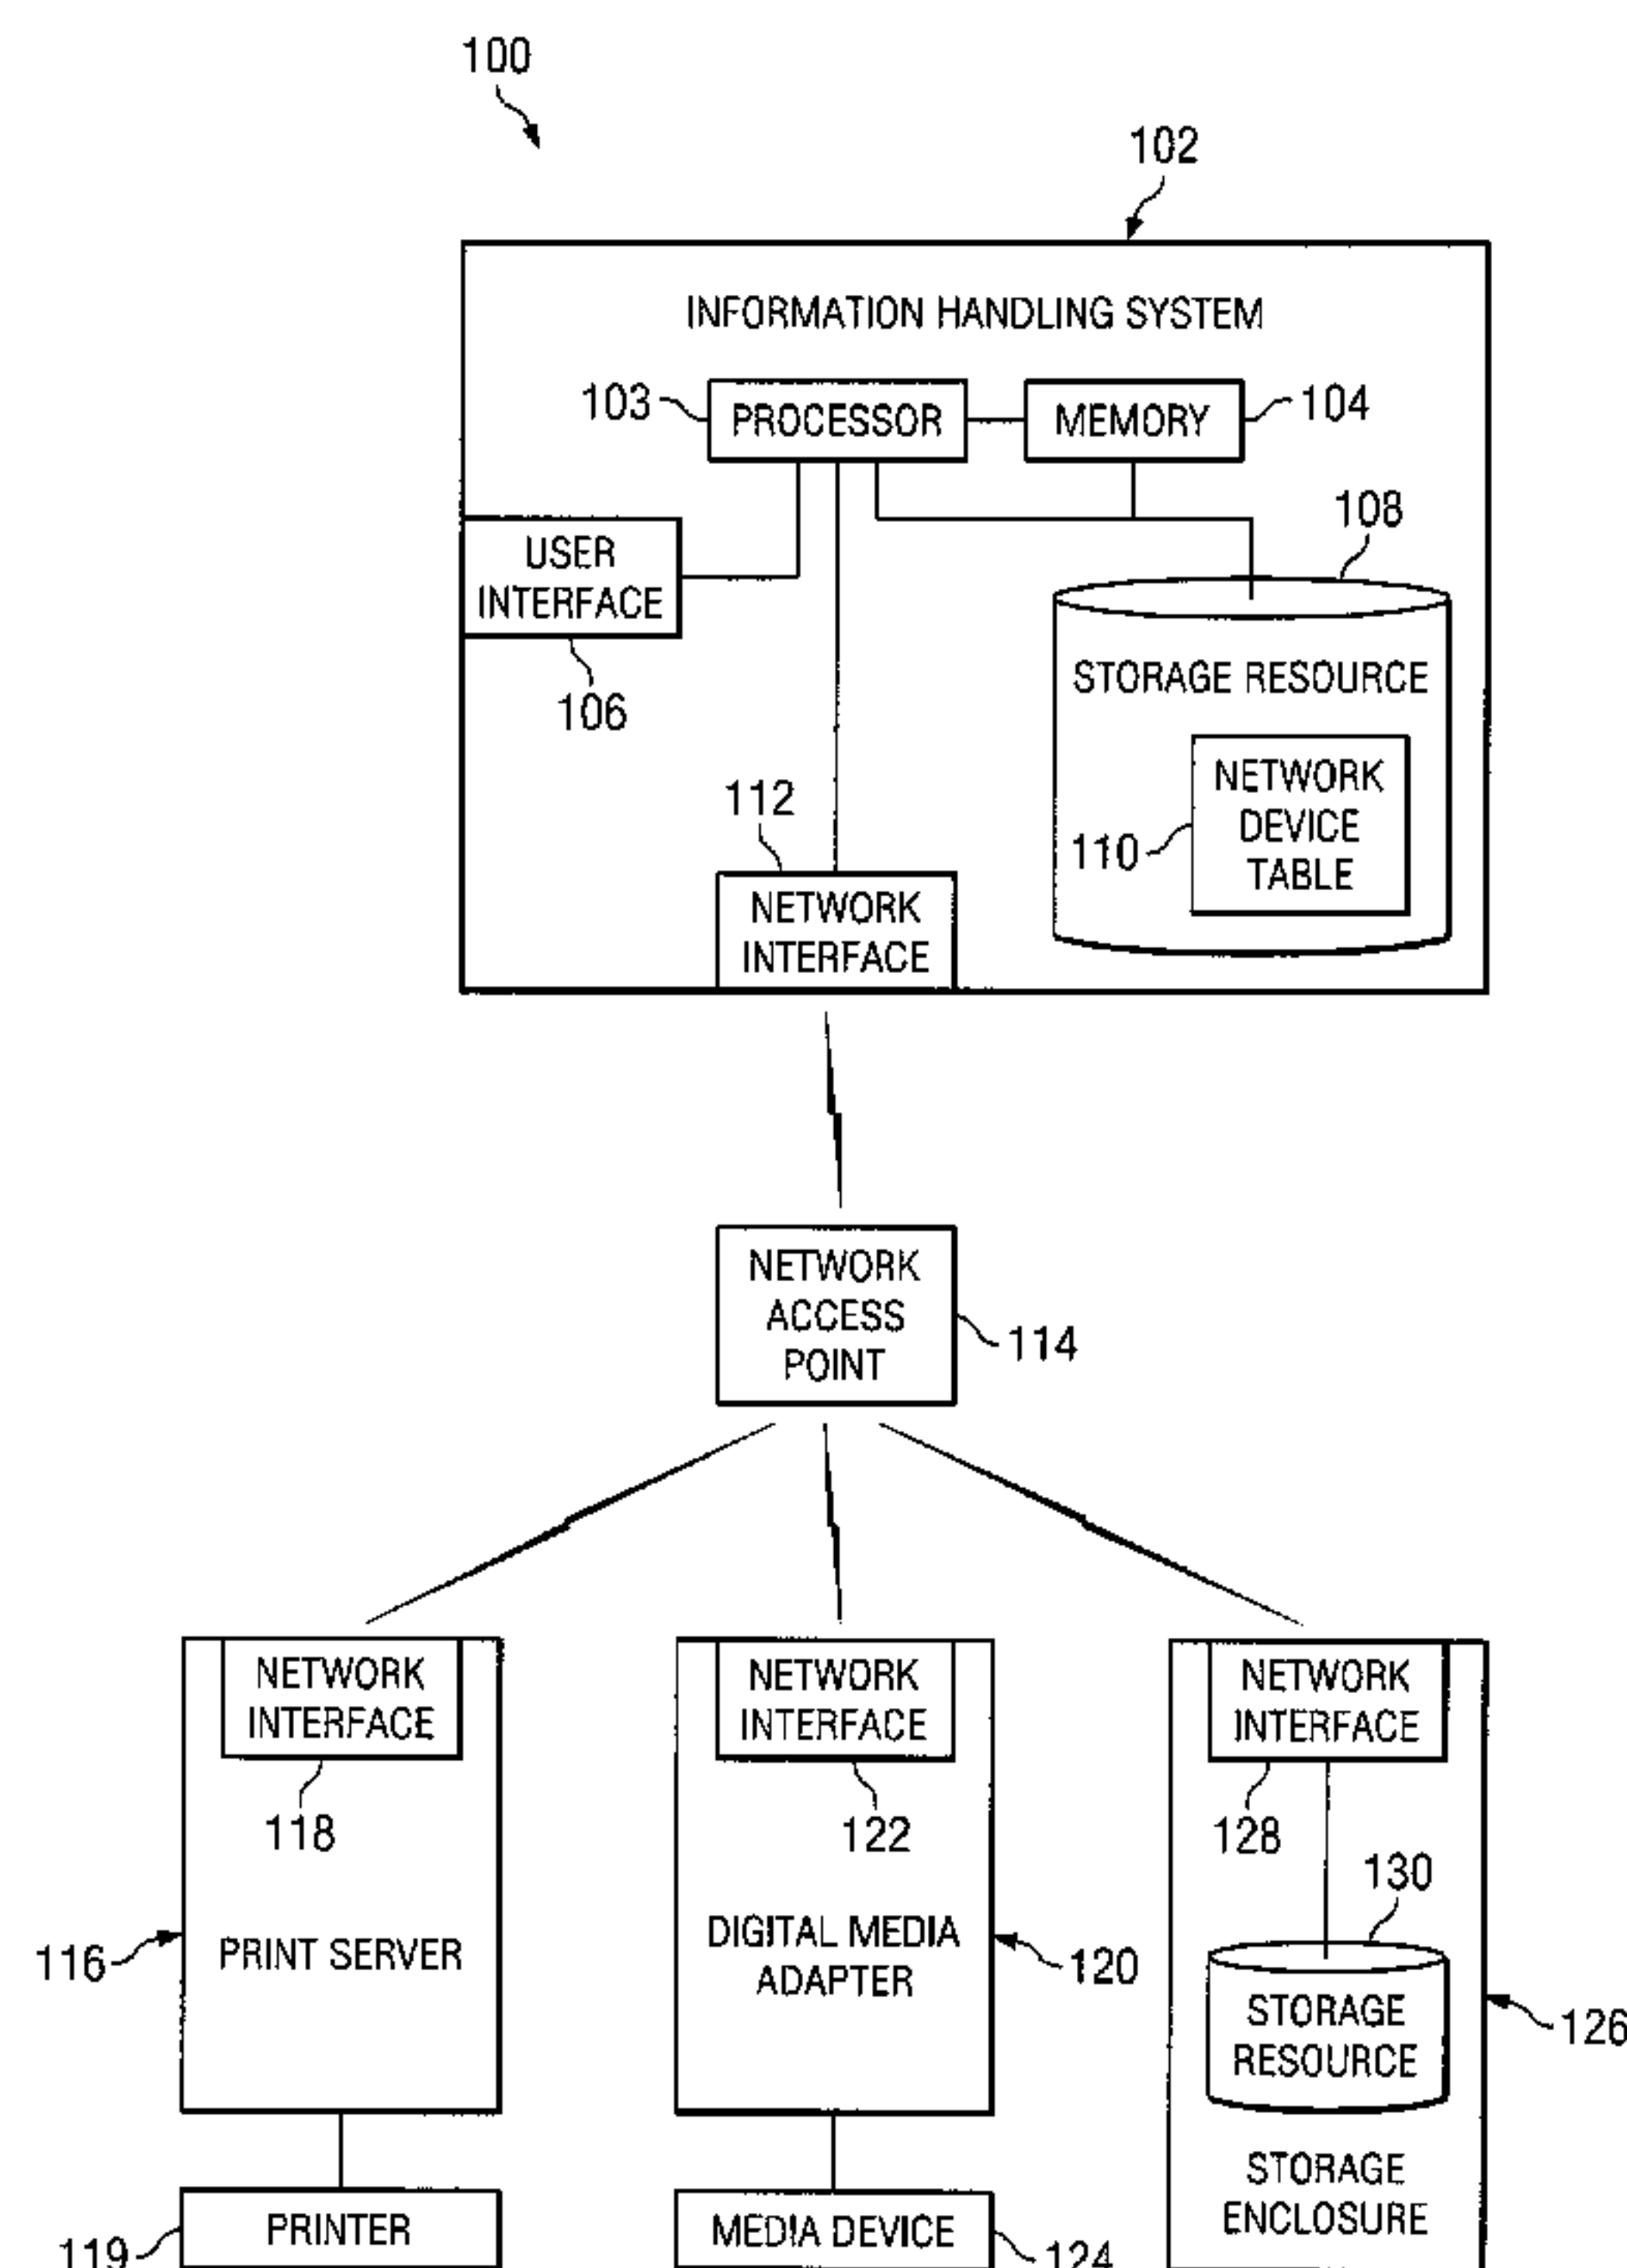 100
102
INFORMATION HANDLING SYSTEM
103
PROCESSOR
MEMORY
104
108
USER
INTERFACE
106
STORAGE RESOURCE
NETWORK
DEVICE
TABLE
110
112
NETWORK
INTERFACE
NETWORK
ACCESS
POINT
114
NETWORK
INTERFACE
118
NETWORK
INTERFACE
122
NETWORK
INTERFACE
128
130
116
PRINT SERVER
DIGITAL MEDIA
ADAPTER
120
STORAGE
RESOURCE
126
STORAGE
ENCLOSURE
PRINTER
119
MEDIA DEVICE
124